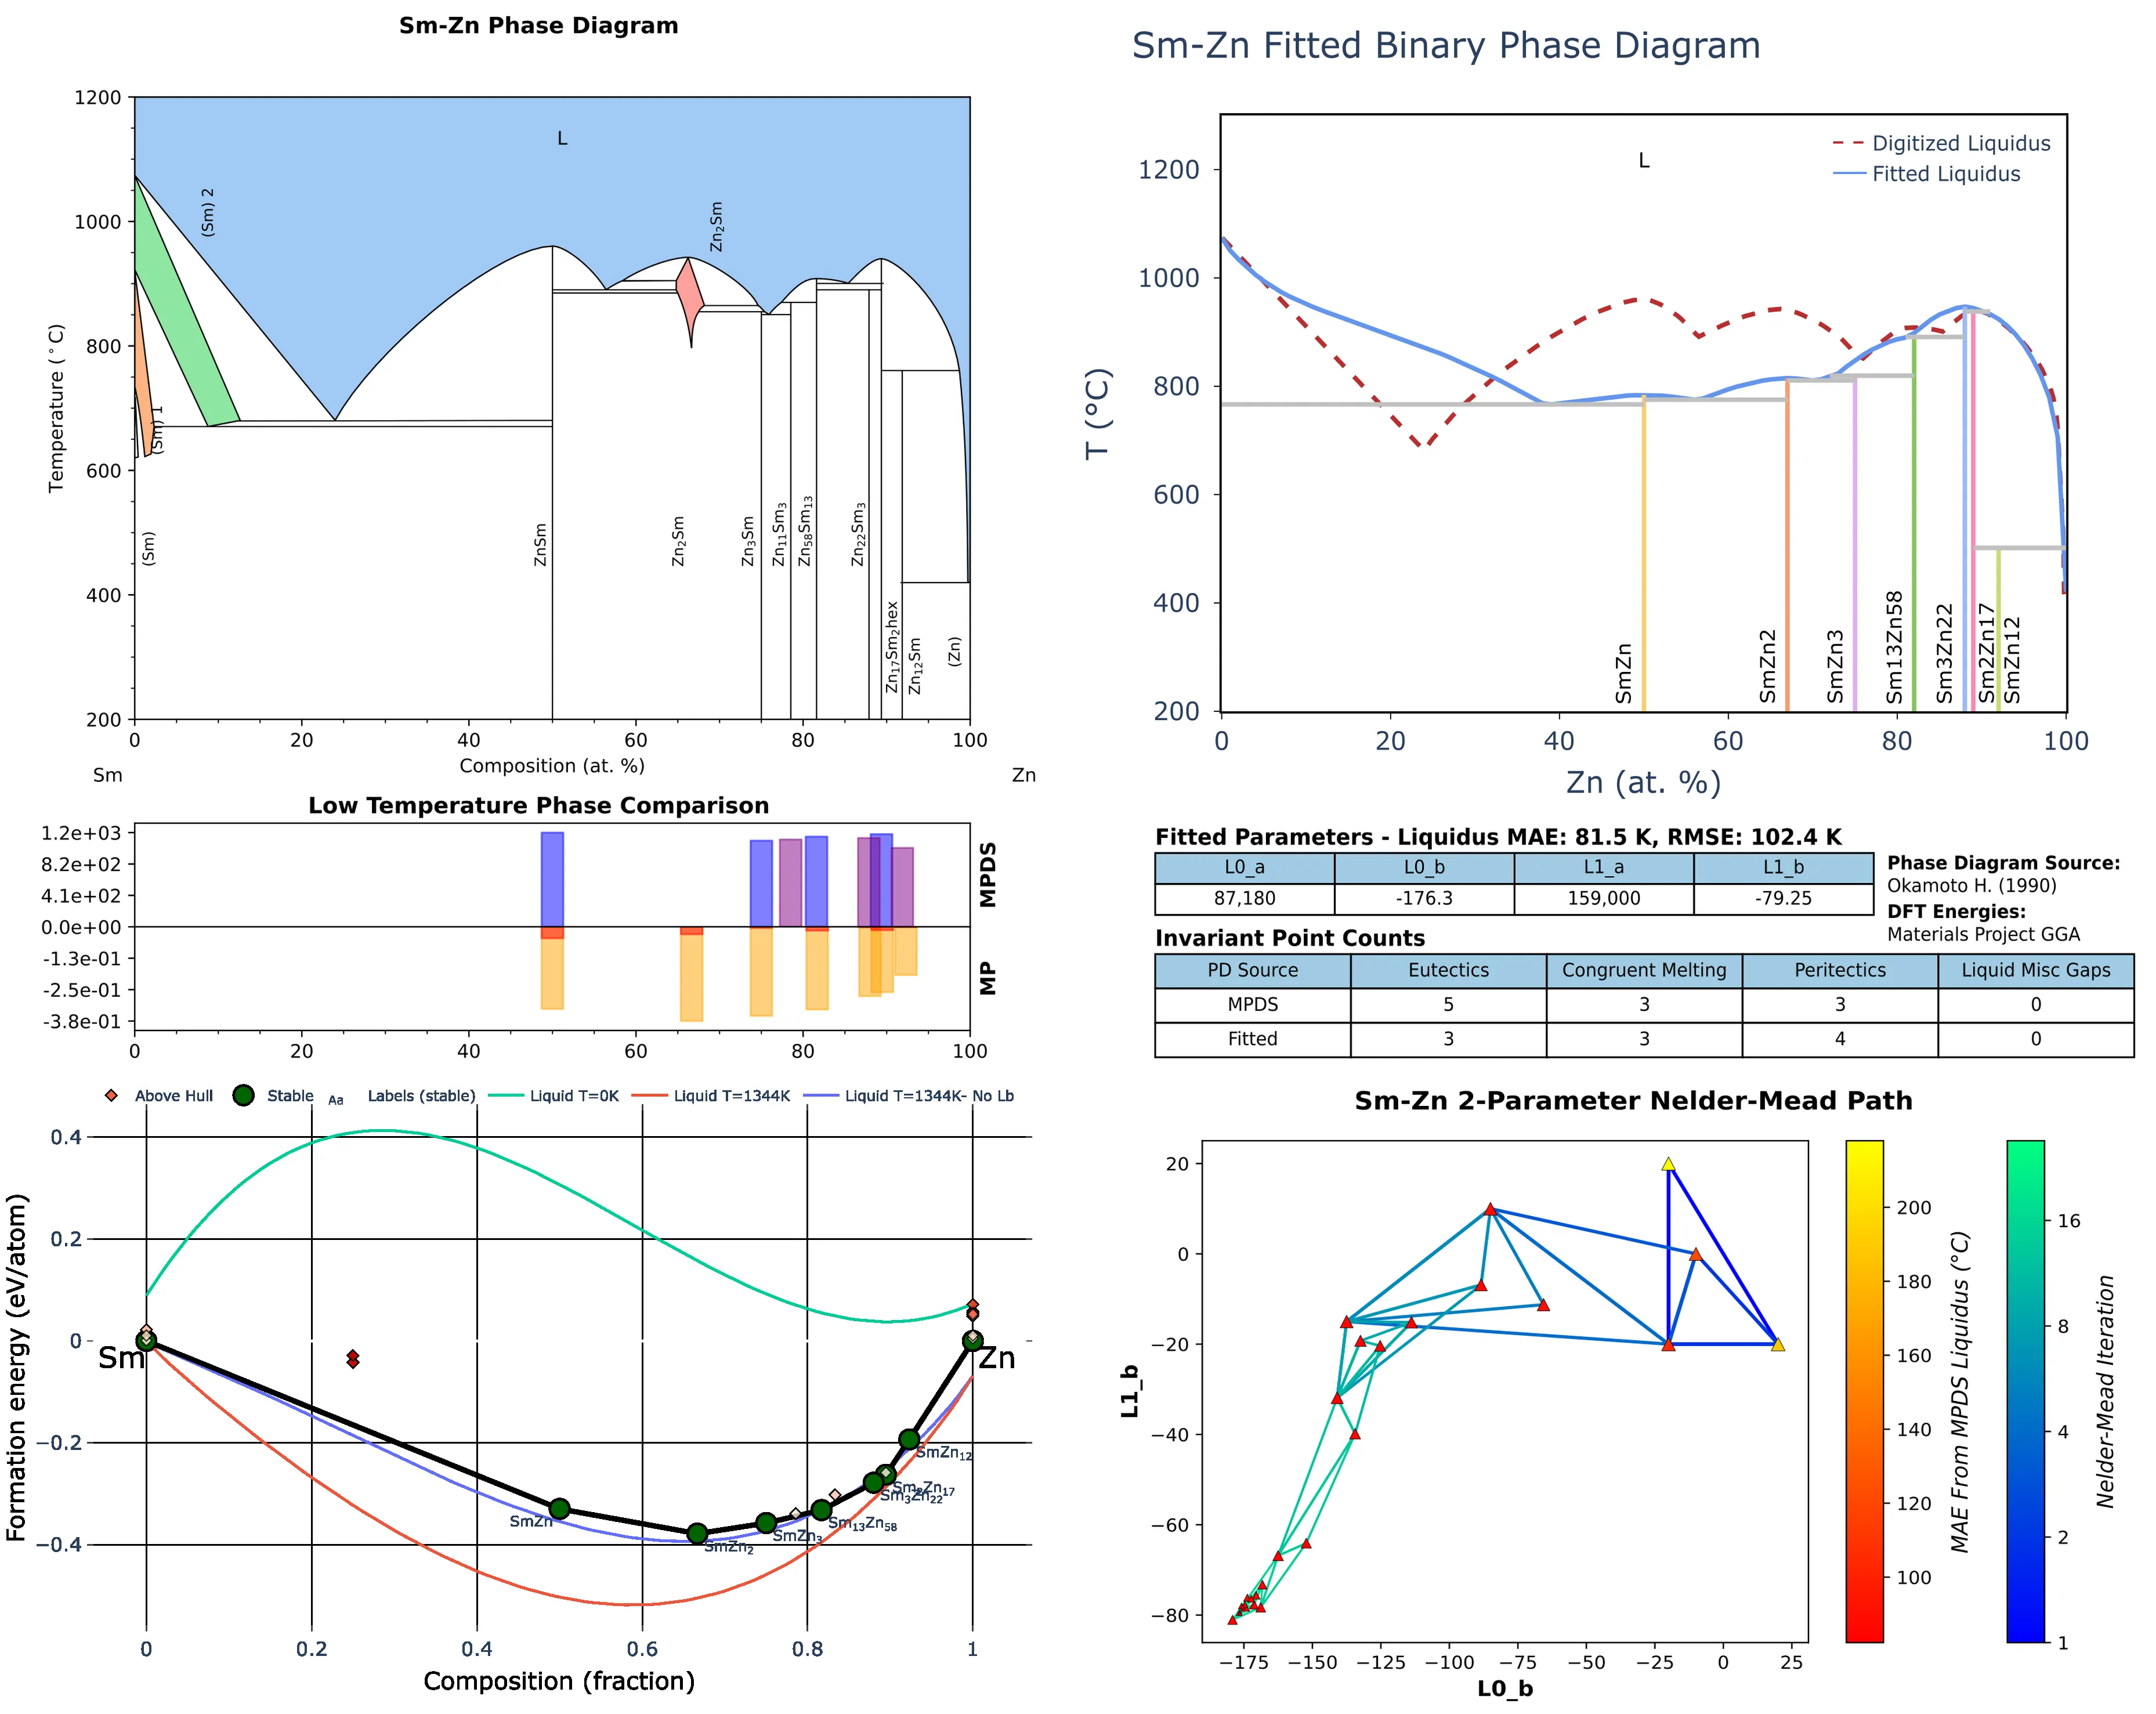 Sm-Zn Phase Diagram
1200
1000
800
600
400
200
Temperature (°C)
L
(Sm) 2
(Sm) 1
(Sm)
Zn₂Sm
ZnSm
Zn₂Sm
Zn₃Sm
Zn₁₁Sm₃
Zn₅₈Sm₁₃
Zn₂₂Sm₃
Zn₁₇Sm₂hex
Zn₁₂Sm
(Zn)
0 20 40 60 80 100
Composition (at. %)
Sm Zn
Sm-Zn Fitted Binary Phase Diagram
L
Digitized Liquidus
Fitted Liquidus
1200
1000
800
600
400
200
T (°C)
SmZn
SmZn2
SmZn3
Sm13Zn58
Sm3Zn22
Sm2Zn17
SmZn12
0 20 40 60 80 100
Zn (at. %)
Low Temperature Phase Comparison
1.2e+03
8.2e+02
4.1e+02
0.0e+00
-1.3e-01
-2.5e-01
-3.8e-01
MPDS
MP
0 20 40 60 80 100
Fitted Parameters - Liquidus MAE: 81.5 K, RMSE: 102.4 K
L0_a L0_b L1_a L1_b
87,180 -176.3 159,000 -79.25
Phase Diagram Source:
Okamoto H. (1990)
DFT Energies:
Materials Project GGA
Invariant Point Counts
PD Source Eutectics Congruent Melting Peritectics Liquid Misc Gaps
MPDS 5 3 3 0
Fitted 3 3 4 0
Above Hull Stable Aa Labels (stable) Liquid T=0K Liquid T=1344K Liquid T=1344K- No Lb
0.4
0.2
0
−0.2
−0.4
Formation energy (eV/atom)
Sm
Zn
SmZn
SmZn₂
SmZn₃
Sm₁₃Zn₅₈
Sm₃Zn₂₂
Sm₂Zn₁₇
SmZn₁₂
0 0.2 0.4 0.6 0.8 1
Composition (fraction)
Sm-Zn 2-Parameter Nelder-Mead Path
20
0
−20
−40
−60
−80
L1_b
−175 −150 −125 −100 −75 −50 −25 0 25
L0_b
200
180
160
140
120
100
MAE From MPDS Liquidus (°C)
16
8
4
2
1
Nelder-Mead Iteration